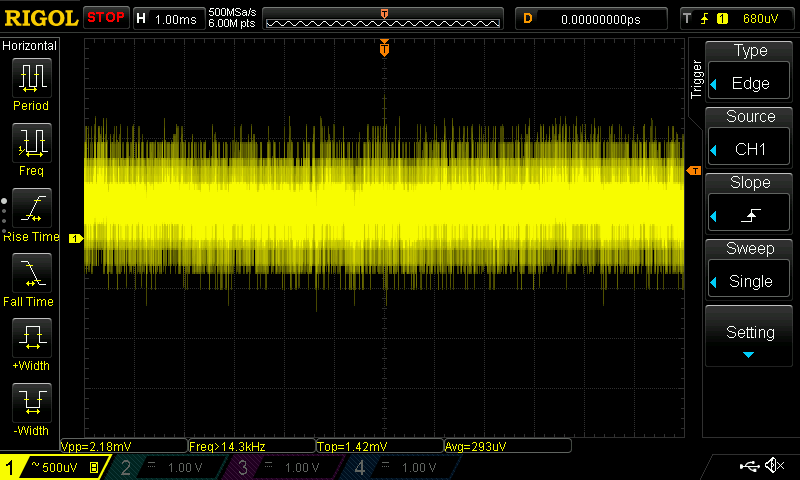 RIGOL STOP H 1.00ms 500MSa/s 6.00M pts T D 0.00000000ps T 1 680uV
Horizontal
Period
Freq
Rise Time
Fall Time
+Width
-Width
T
T
1
Trigger
Type
Edge
Source
CH1
Slope
Sweep
Single
Setting
Vpp=2.18mV Freq>14.3kHz Top=1.42mV Avg=293uV
1 ~ 500uV B 2 1.00 V 3 1.00 V 4 1.00 V